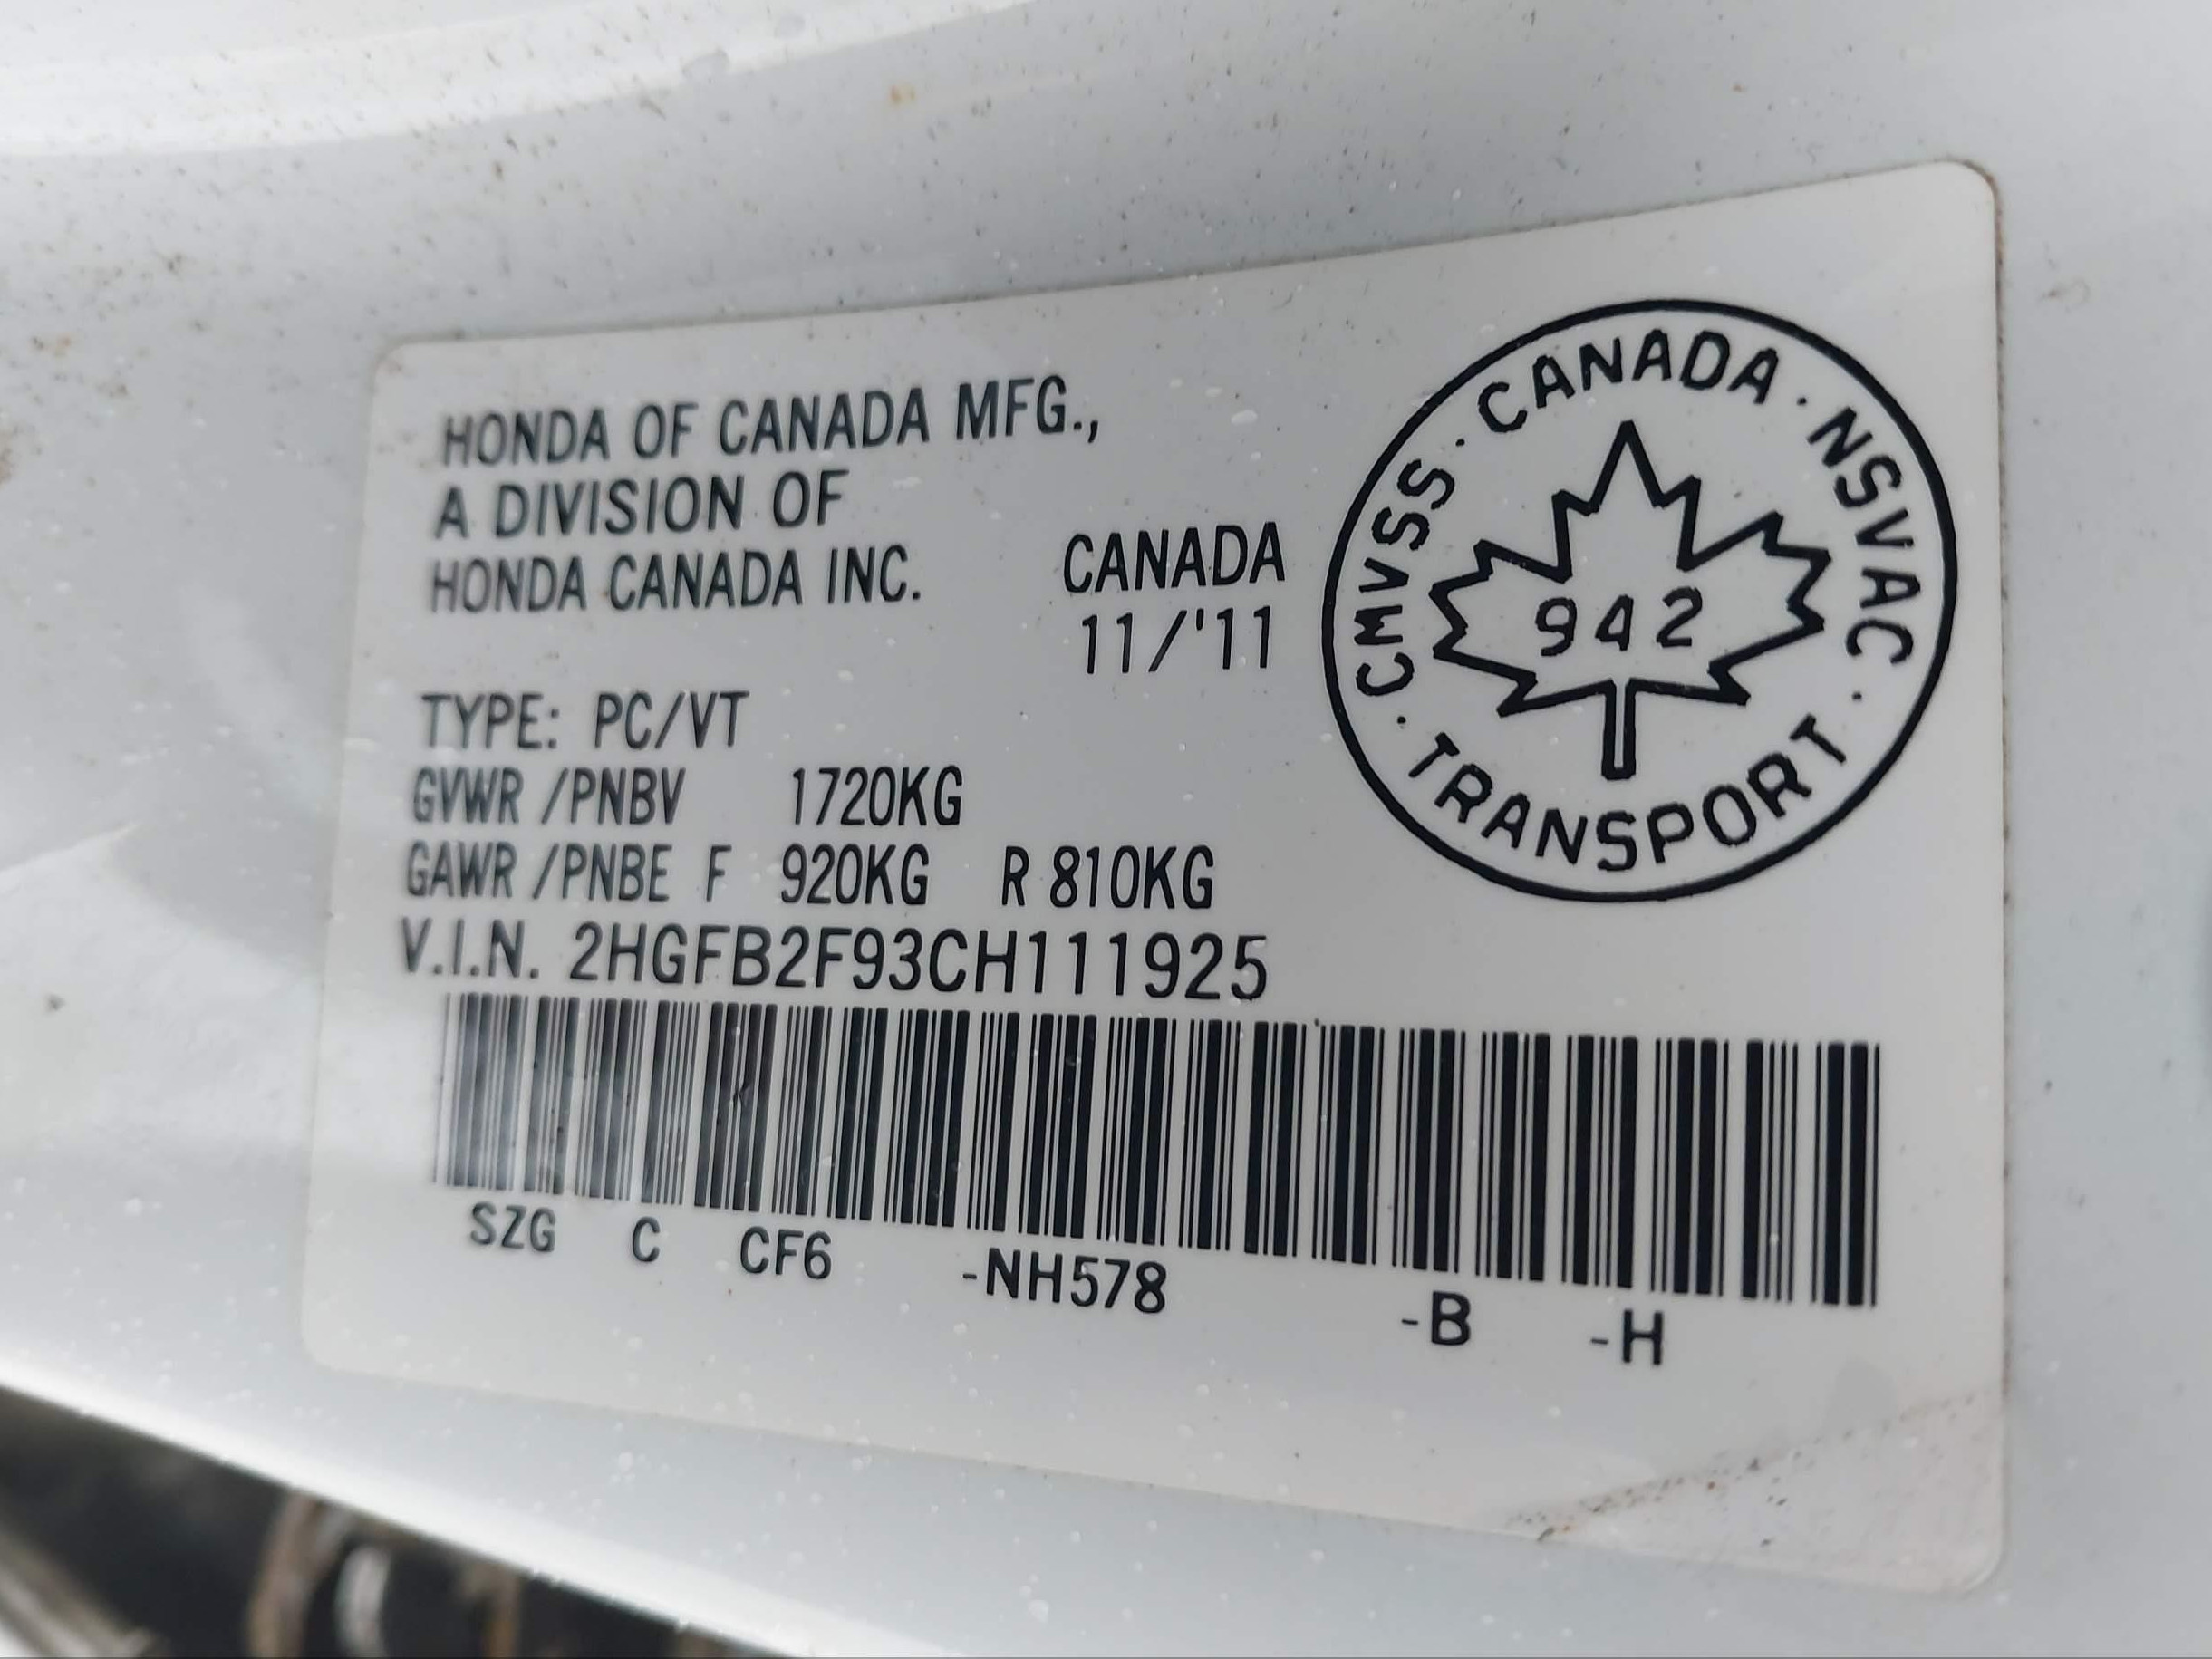 HONDA OF CANADA MFG.,
A DIVISION OF
HONDA CANADA INC.
CANADA
11/'11
CMVSS · CANADA · NSVAC ·
942
· TRANSPORT ·
TYPE: PC/VT
GVWR /PNBV 1720KG
GAWR /PNBE F 920KG R 810KG
V.I.N. 2HGFB2F93CH111925
SZG C CF6 -NH578 -B -H